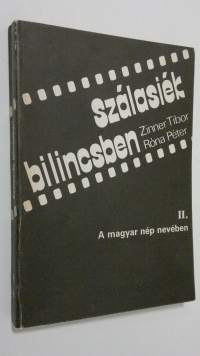 szálasiék
Zinner Tibor
Róna Péter
bilincsben
II.
A magyar nép nevében